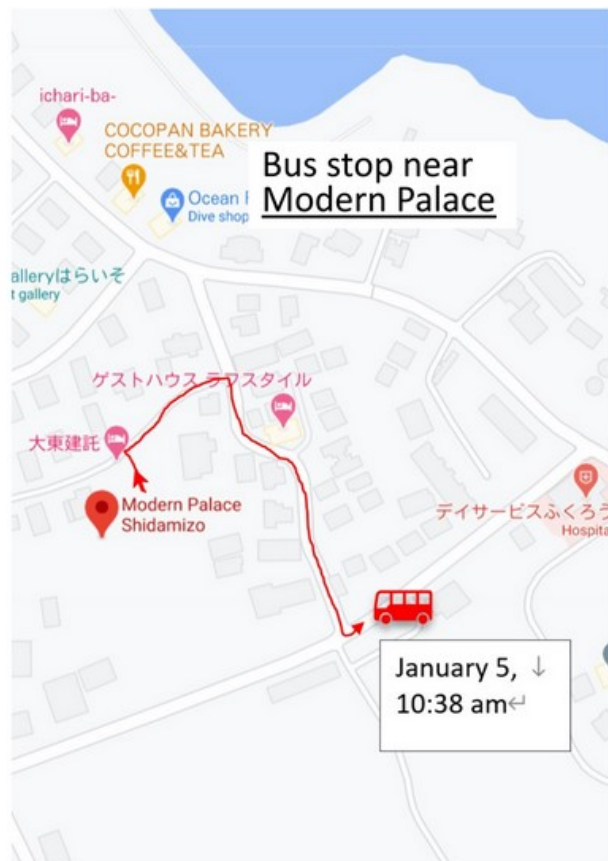 ichari-ba-
COCOPAN BAKERY
COFFEE&TEA
Bus stop near
Modern Palace
Ocean
Dive shop
alleryはらいそ
t gallery
ゲストハウス ラフスタイル
大東建託
Modern Palace
Shidamizo
デイサービスふくろう
Hospita
January 5, ↓
10:38 am↵